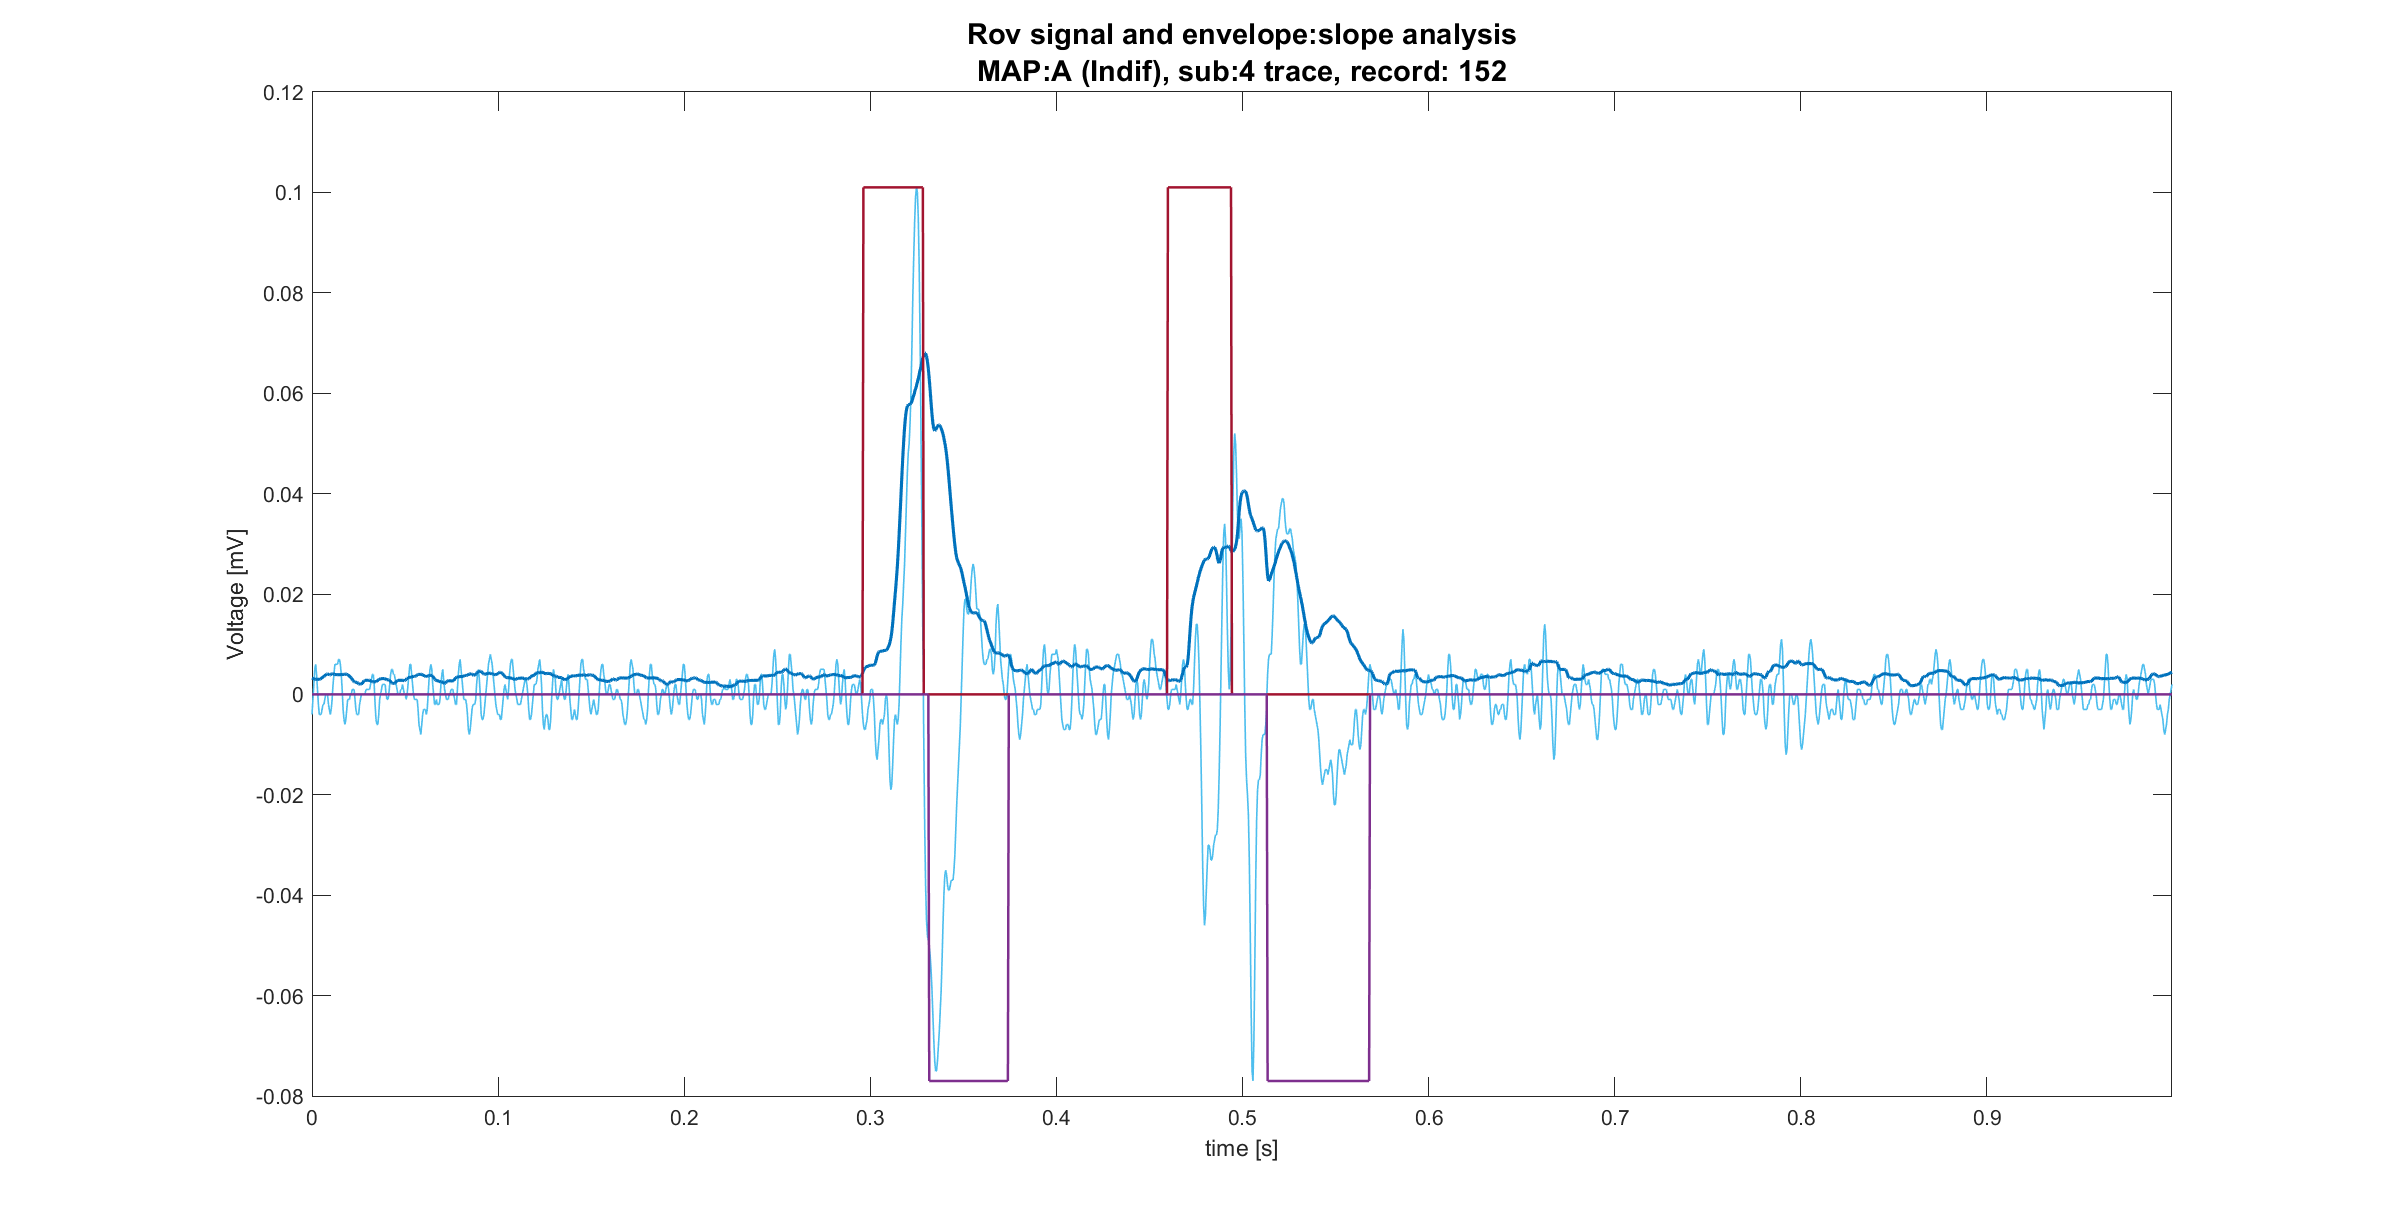 Rov signal and envelope:slope analysis
MAP:A (Indif), sub:4 trace, record: 152
0.12
0.1
0.08
0.06
0.04
0.02
0
-0.02
-0.04
-0.06
-0.08
Voltage [mV]
0 0.1 0.2 0.3 0.4 0.5 0.6 0.7 0.8 0.9
time [s]